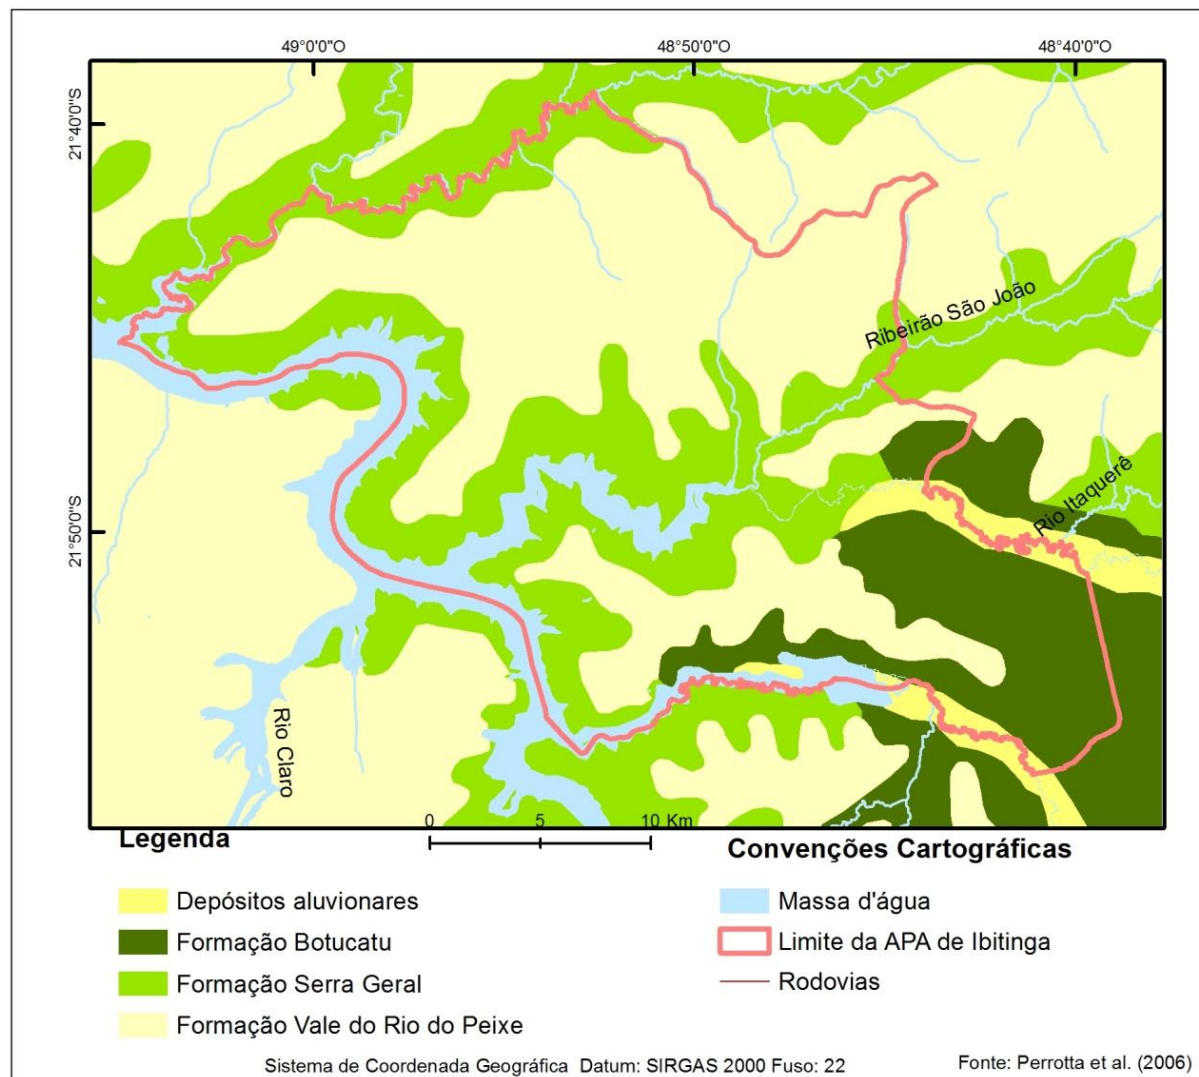 49°0'0"O
48°50'0"O
48°40'0"O
21°40'0"S
Ribeirão São João
Rio Itaquerê
21°50'0"S
Rio Claro
0 5 10 Km
Legenda
Convenções Cartográficas
Depósitos aluvionares
Massa d'água
Formação Botucatu
Limite da APA de Ibitinga
Formação Serra Geral
Rodovias
Formação Vale do Rio do Peixe
Sistema de Coordenada Geográfica Datum: SIRGAS 2000 Fuso: 22
Fonte: Perrotta et al. (2006)